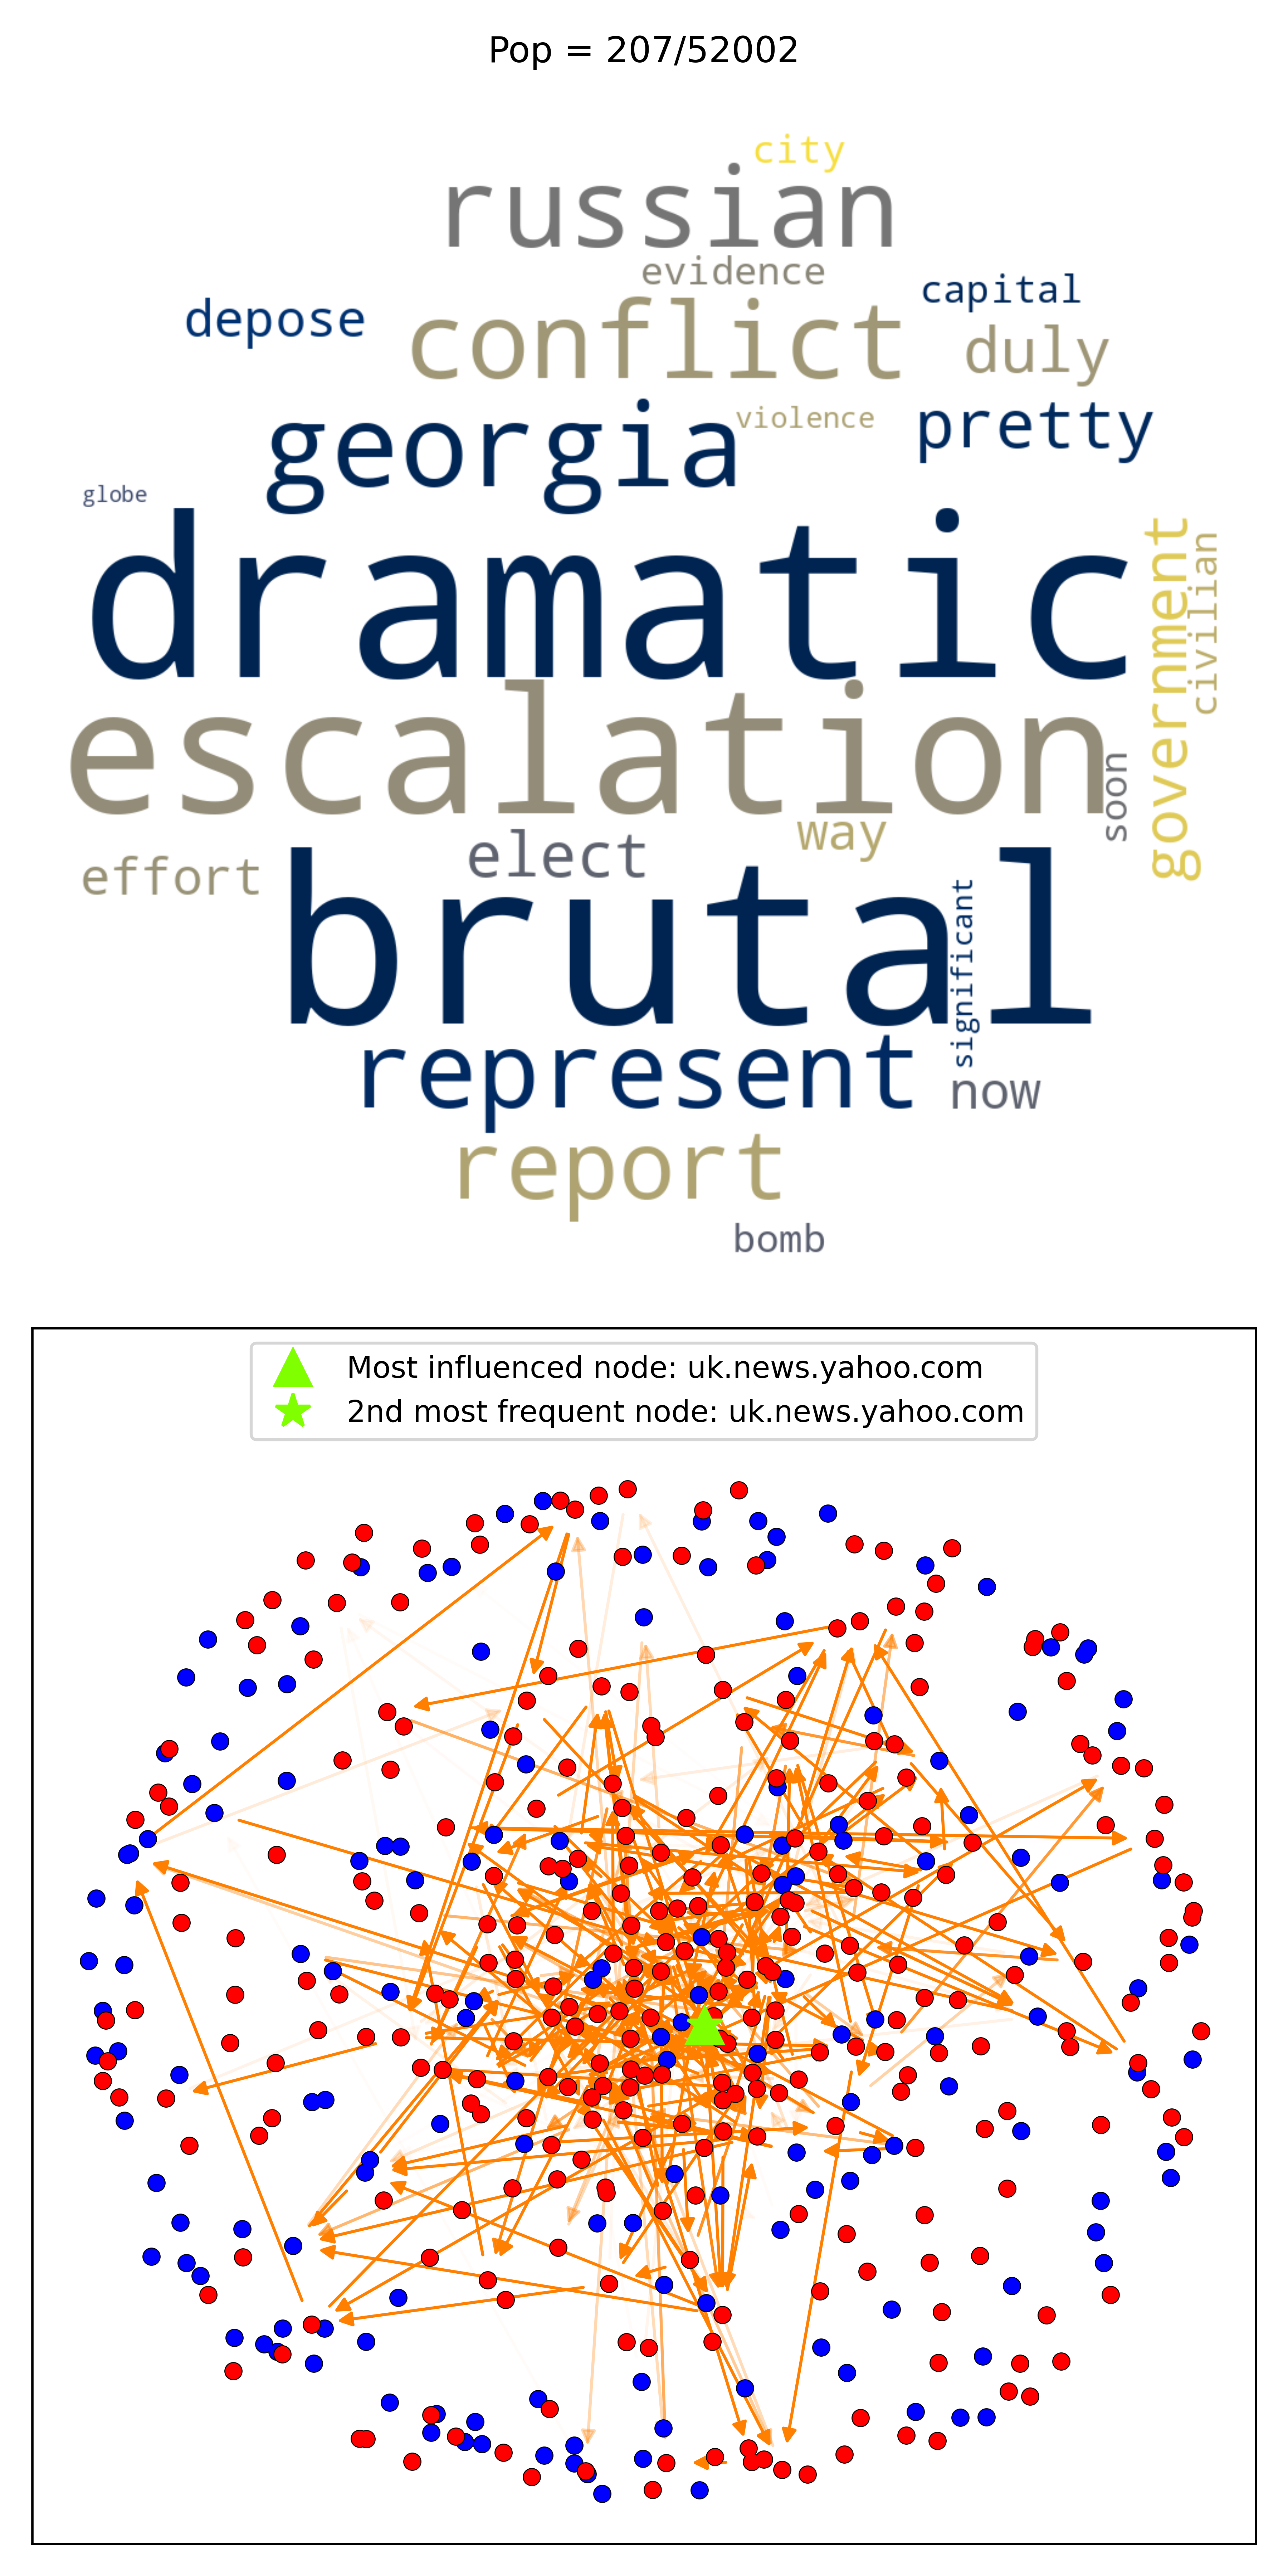 Pop = 207/52002
city
russian
evidence
capital
depose
conflict
duly
georgia
violence
pretty
globe
dramatic
government
civilian
escalation
soon
way
elect
effort
brutal
significant
represent
now
report
bomb
Most influenced node: uk.news.yahoo.com
2nd most frequent node: uk.news.yahoo.com